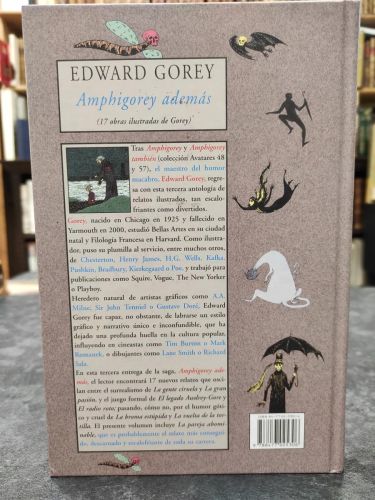 EDWARD GOREY
Amphigorey además
(17 obras ilustradas de Gorey)
Tras Amphigorey y Amphigorey
también (colección Avatares 48
y 57), el maestro del humor
macabro, Edward Gorey, regre-
sa con esta tercera antología de
relatos ilustrados, tan escalo-
friantes como divertidos.
Gorey, nacido en Chicago en 1925 y fallecido en
Yarmouth en 2000, estudió Bellas Artes en su ciudad
natal y Filología Francesa en Harvard. Como ilustra-
dor, puso su plumilla al servicio, entre muchos otros,
de Chesterton, Henry James, H.G. Wells, Kafka,
Pushkin, Bradbury, Kierkegaard o Poe, y trabajó para
publicaciones como Squire, Vogue, The New Yorker
o Playboy.
Heredero natural de artistas gráficos como A.A.
Milne, Sir John Tenniel o Gustave Doré, Edward
Gorey fue capaz, no obstante, de labrarse un estilo
gráfico y narrativo único e inconfundible, que ha
dejado una profunda huella en la cultura popular,
influyendo en cineastas como Tim Burton o Mark
Romanek, o dibujantes como Lane Smith o Richard
Sala.
En esta tercera entrega de la saga, Amphigorey ade-
más, el lector encontrará 17 nuevos relatos que osci-
lan entre el surrealismo de La gente ciruela y La gran
pasión, y el juego formal de El legado Awdrey-Gore y
El radio roto; pasando, cómo no, por el humor góti-
co y cruel de La broma estúpida y La vuelta de la tor-
tilla. El presente volumen incluye La pareja abomi-
nable, que es probablemente el relato más conseguí-
do, descarnado y escalofriante de toda su carrera.